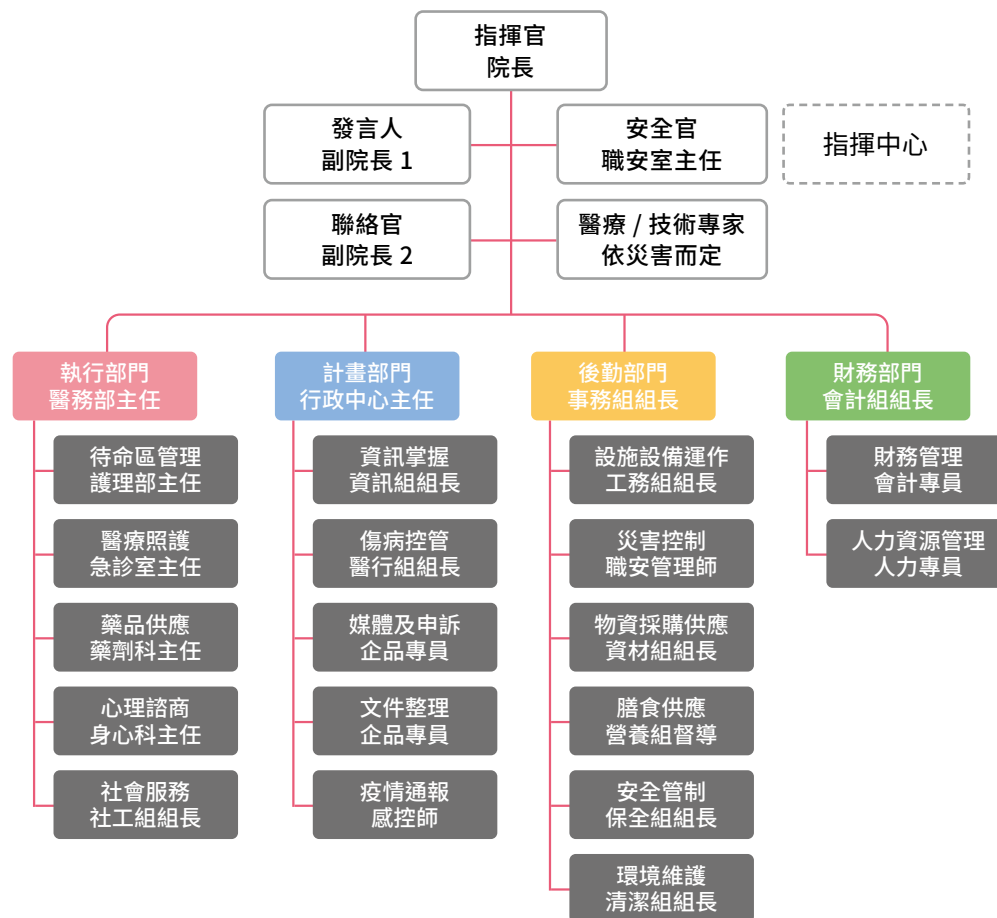 指揮官
院長
發言人
副院長 1
安全官
職安室主任
指揮中心
聯絡官
副院長 2
醫療 / 技術專家
依災害而定
執行部門
醫務部主任
計畫部門
行政中心主任
後勤部門
事務組組長
財務部門
會計組組長
待命區管理
護理部主任
醫療照護
急診室主任
藥品供應
藥劑科主任
心理諮商
身心科主任
社會服務
社工組組長
資訊掌握
資訊組組長
傷病控管
醫行組組長
媒體及申訴
企品專員
文件整理
企品專員
疫情通報
感控師
設施設備運作
工務組組長
災害控制
職安管理師
物資採購供應
資材組組長
膳食供應
營養組督導
安全管制
保全組組長
環境維護
清潔組組長
財務管理
會計專員
人力資源管理
人力專員